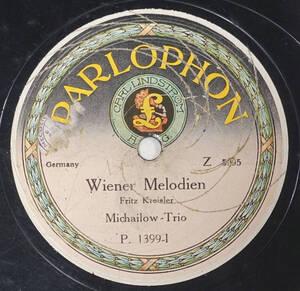 PARLOPHON
CARL LINDSTRÖM
A. G.
£
Germany
Wiener Melodien
Fritz Kreisler
Michailow-Trio
P. 1399-I